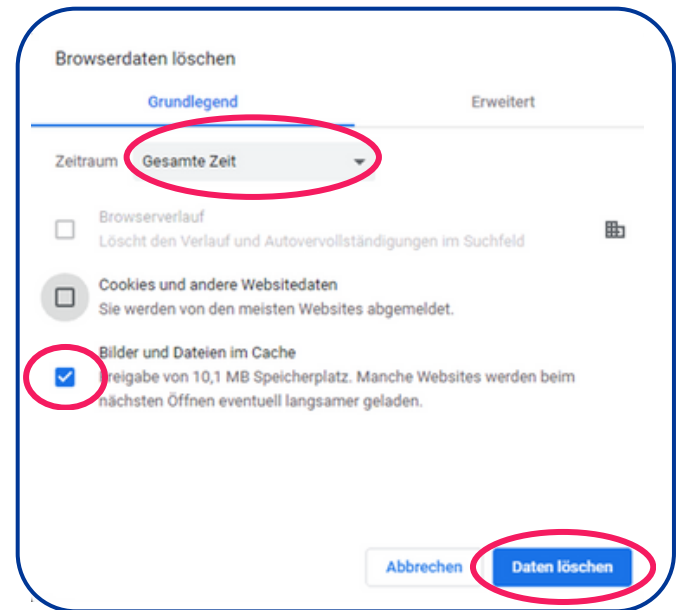 Browserdaten löschen
Grundlegend Erweitert
Zeitraum Gesamte Zeit
Browserverlauf
Löscht den Verlauf und Autovervollständigungen im Suchfeld
Cookies und andere Websitedaten
Sie werden von den meisten Websites abgemeldet.
Bilder und Dateien im Cache
Freigabe von 10,1 MB Speicherplatz. Manche Websites werden beim
nächsten Öffnen eventuell langsamer geladen.
Abbrechen Daten löschen